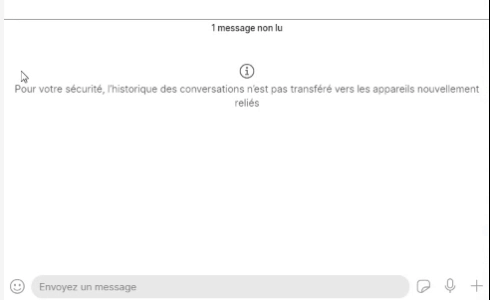 1 message non lu
Pour votre sécurité, l'historique des conversations n'est pas transféré vers les appareils nouvellement
reliés
Envoyez un message